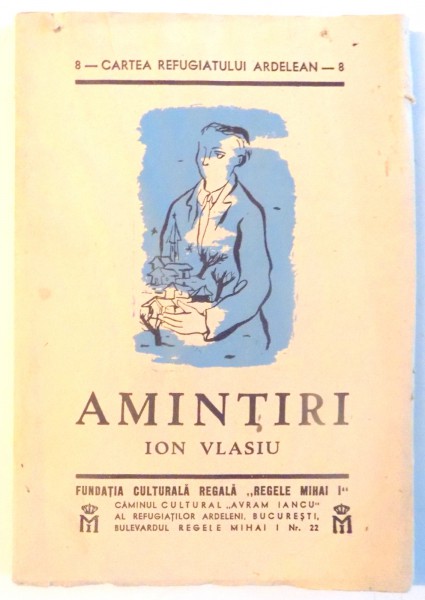 8 — CARTEA REFUGIATULUI ARDELEAN — 8
AMINTIRI
ION VLASIU
FUNDAȚIA CULTURALĂ REGALĂ „REGELE MIHAI I"
CĂMINUL CULTURAL „AVRAM IANCU"
AL REFUGIAȚILOR ARDELENI, BUCUREȘTI,
BULEVARDUL REGELE MIHAI I Nr. 22